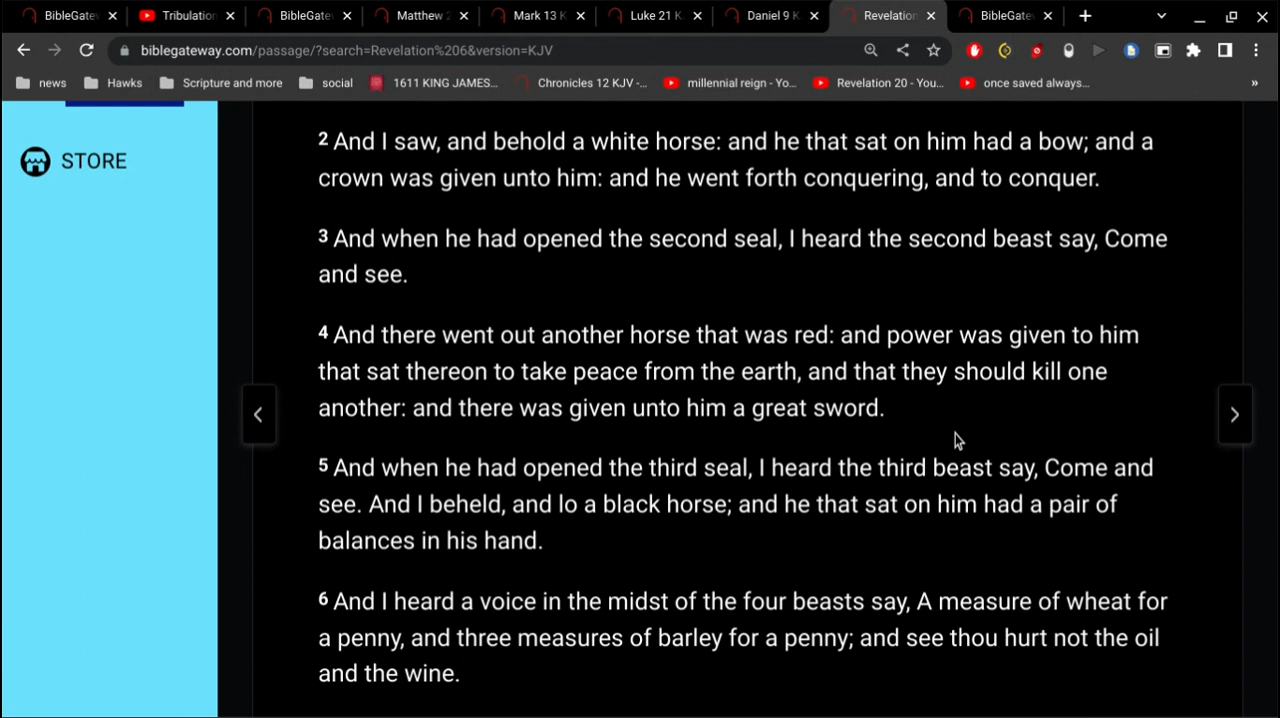 BibleGate
Tribulation
BibleGate
Matthew 2
Mark 13 K
Luke 21 K
Daniel 9 K
Revelation
BibleGate
biblegateway.com/passage/?search=Revelation%206&version=KJV
news
Hawks
Scripture and more
social
1611 KING JAMES...
Chronicles 12 KJV -...
millennial reign - Yo...
Revelation 20 - You...
once saved always...
»
STORE
2 And I saw, and behold a white horse: and he that sat on him had a bow; and a
crown was given unto him: and he went forth conquering, and to conquer.
3 And when he had opened the second seal, I heard the second beast say, Come
and see.
4 And there went out another horse that was red: and power was given to him
that sat thereon to take peace from the earth, and that they should kill one
another: and there was given unto him a great sword.
5 And when he had opened the third seal, I heard the third beast say, Come and
see. And I beheld, and lo a black horse; and he that sat on him had a pair of
balances in his hand.
6 And I heard a voice in the midst of the four beasts say, A measure of wheat for
a penny, and three measures of barley for a penny; and see thou hurt not the oil
and the wine.